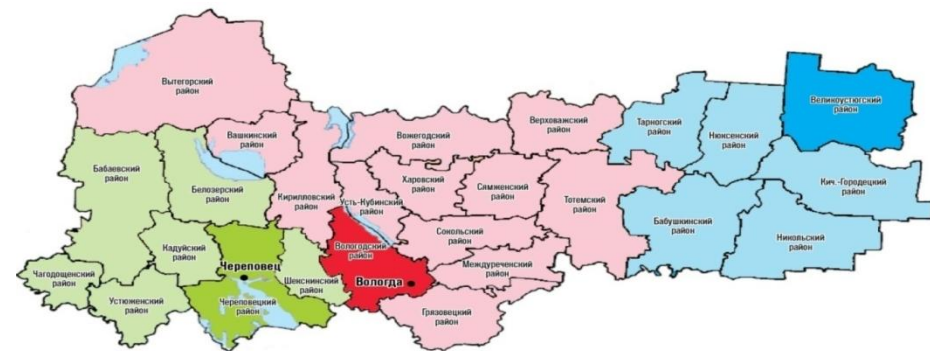 Вытегорский
район
Вашкинский
район
Вожегодский
район
Верховажский
район
Тарногский
район
Нюксенский
район
Великоустюгский
район
Бабаевский
район
Белозерский
район
Кирилловский
район
Усть-Кубинский
район
Харовский
район
Сямженский
район
Тотемский
район
Кич.-Городецкий
район
Бабушкинский
район
Никольский
район
Сокольский
район
Вологодский
район
Междуреченский
район
Вологда
Грязовецкий
район
Кадуйский
район
Череповец
Шекснинский
район
Чагодощенский
район
Устюженский
район
Череповецкий
район